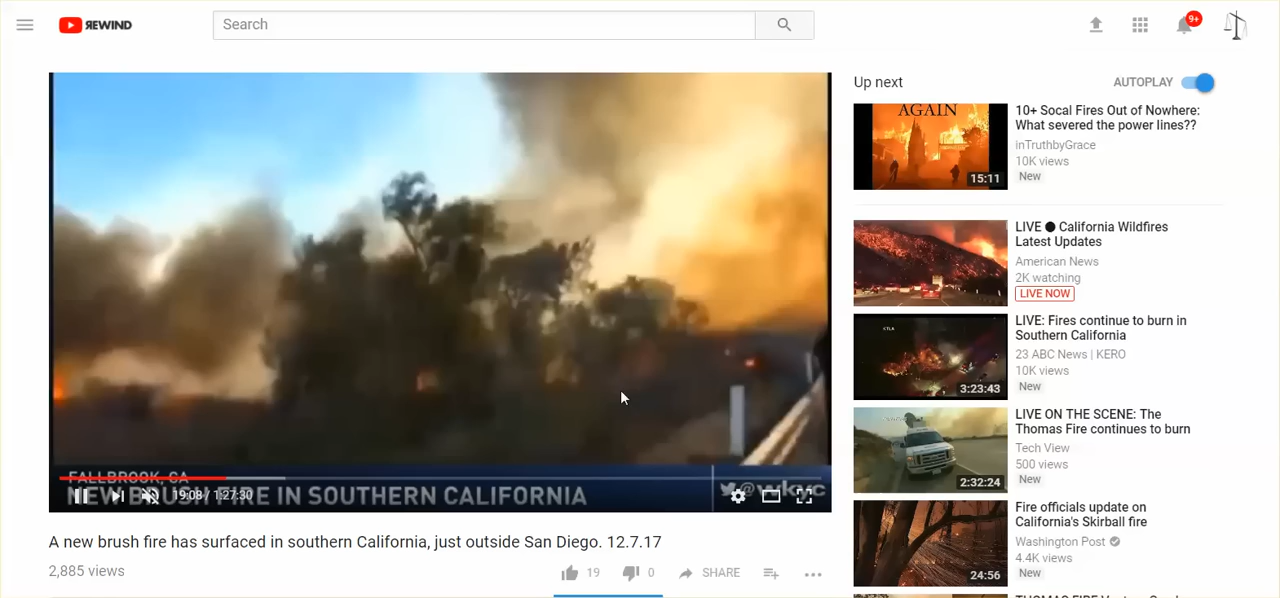 REWIND
Search
9+
Up next
AUTOPLAY
AGAIN
15:11
10+ Socal Fires Out of Nowhere:
What severed the power lines??
inTruthbyGrace
10K views
New
LIVE ● California Wildfires
Latest Updates
American News
2K watching
LIVE NOW
KTLA
3:23:43
LIVE: Fires continue to burn in
Southern California
23 ABC News | KERO
10K views
New
2:32:24
LIVE ON THE SCENE: The
Thomas Fire continues to burn
Tech View
500 views
New
24:56
Fire officials update on
California's Skirball fire
Washington Post
4.4K views
New
FALLBROOK, CA
NEW BRUSH FIRE IN SOUTHERN CALIFORNIA
@wkyc
19:08 / 1:27:30
A new brush fire has surfaced in southern California, just outside San Diego. 12.7.17
2,885 views
19
0
SHARE